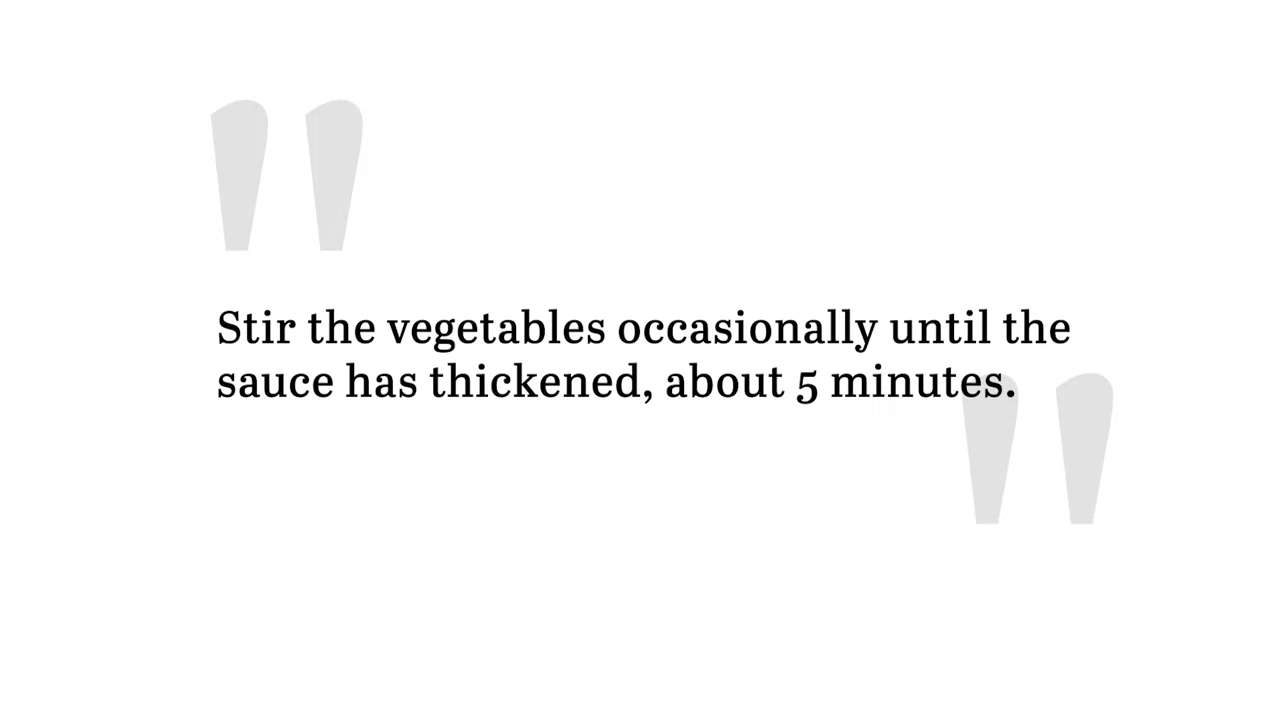 "
Stir the vegetables occasionally until the
sauce has thickened, about 5 minutes.
"